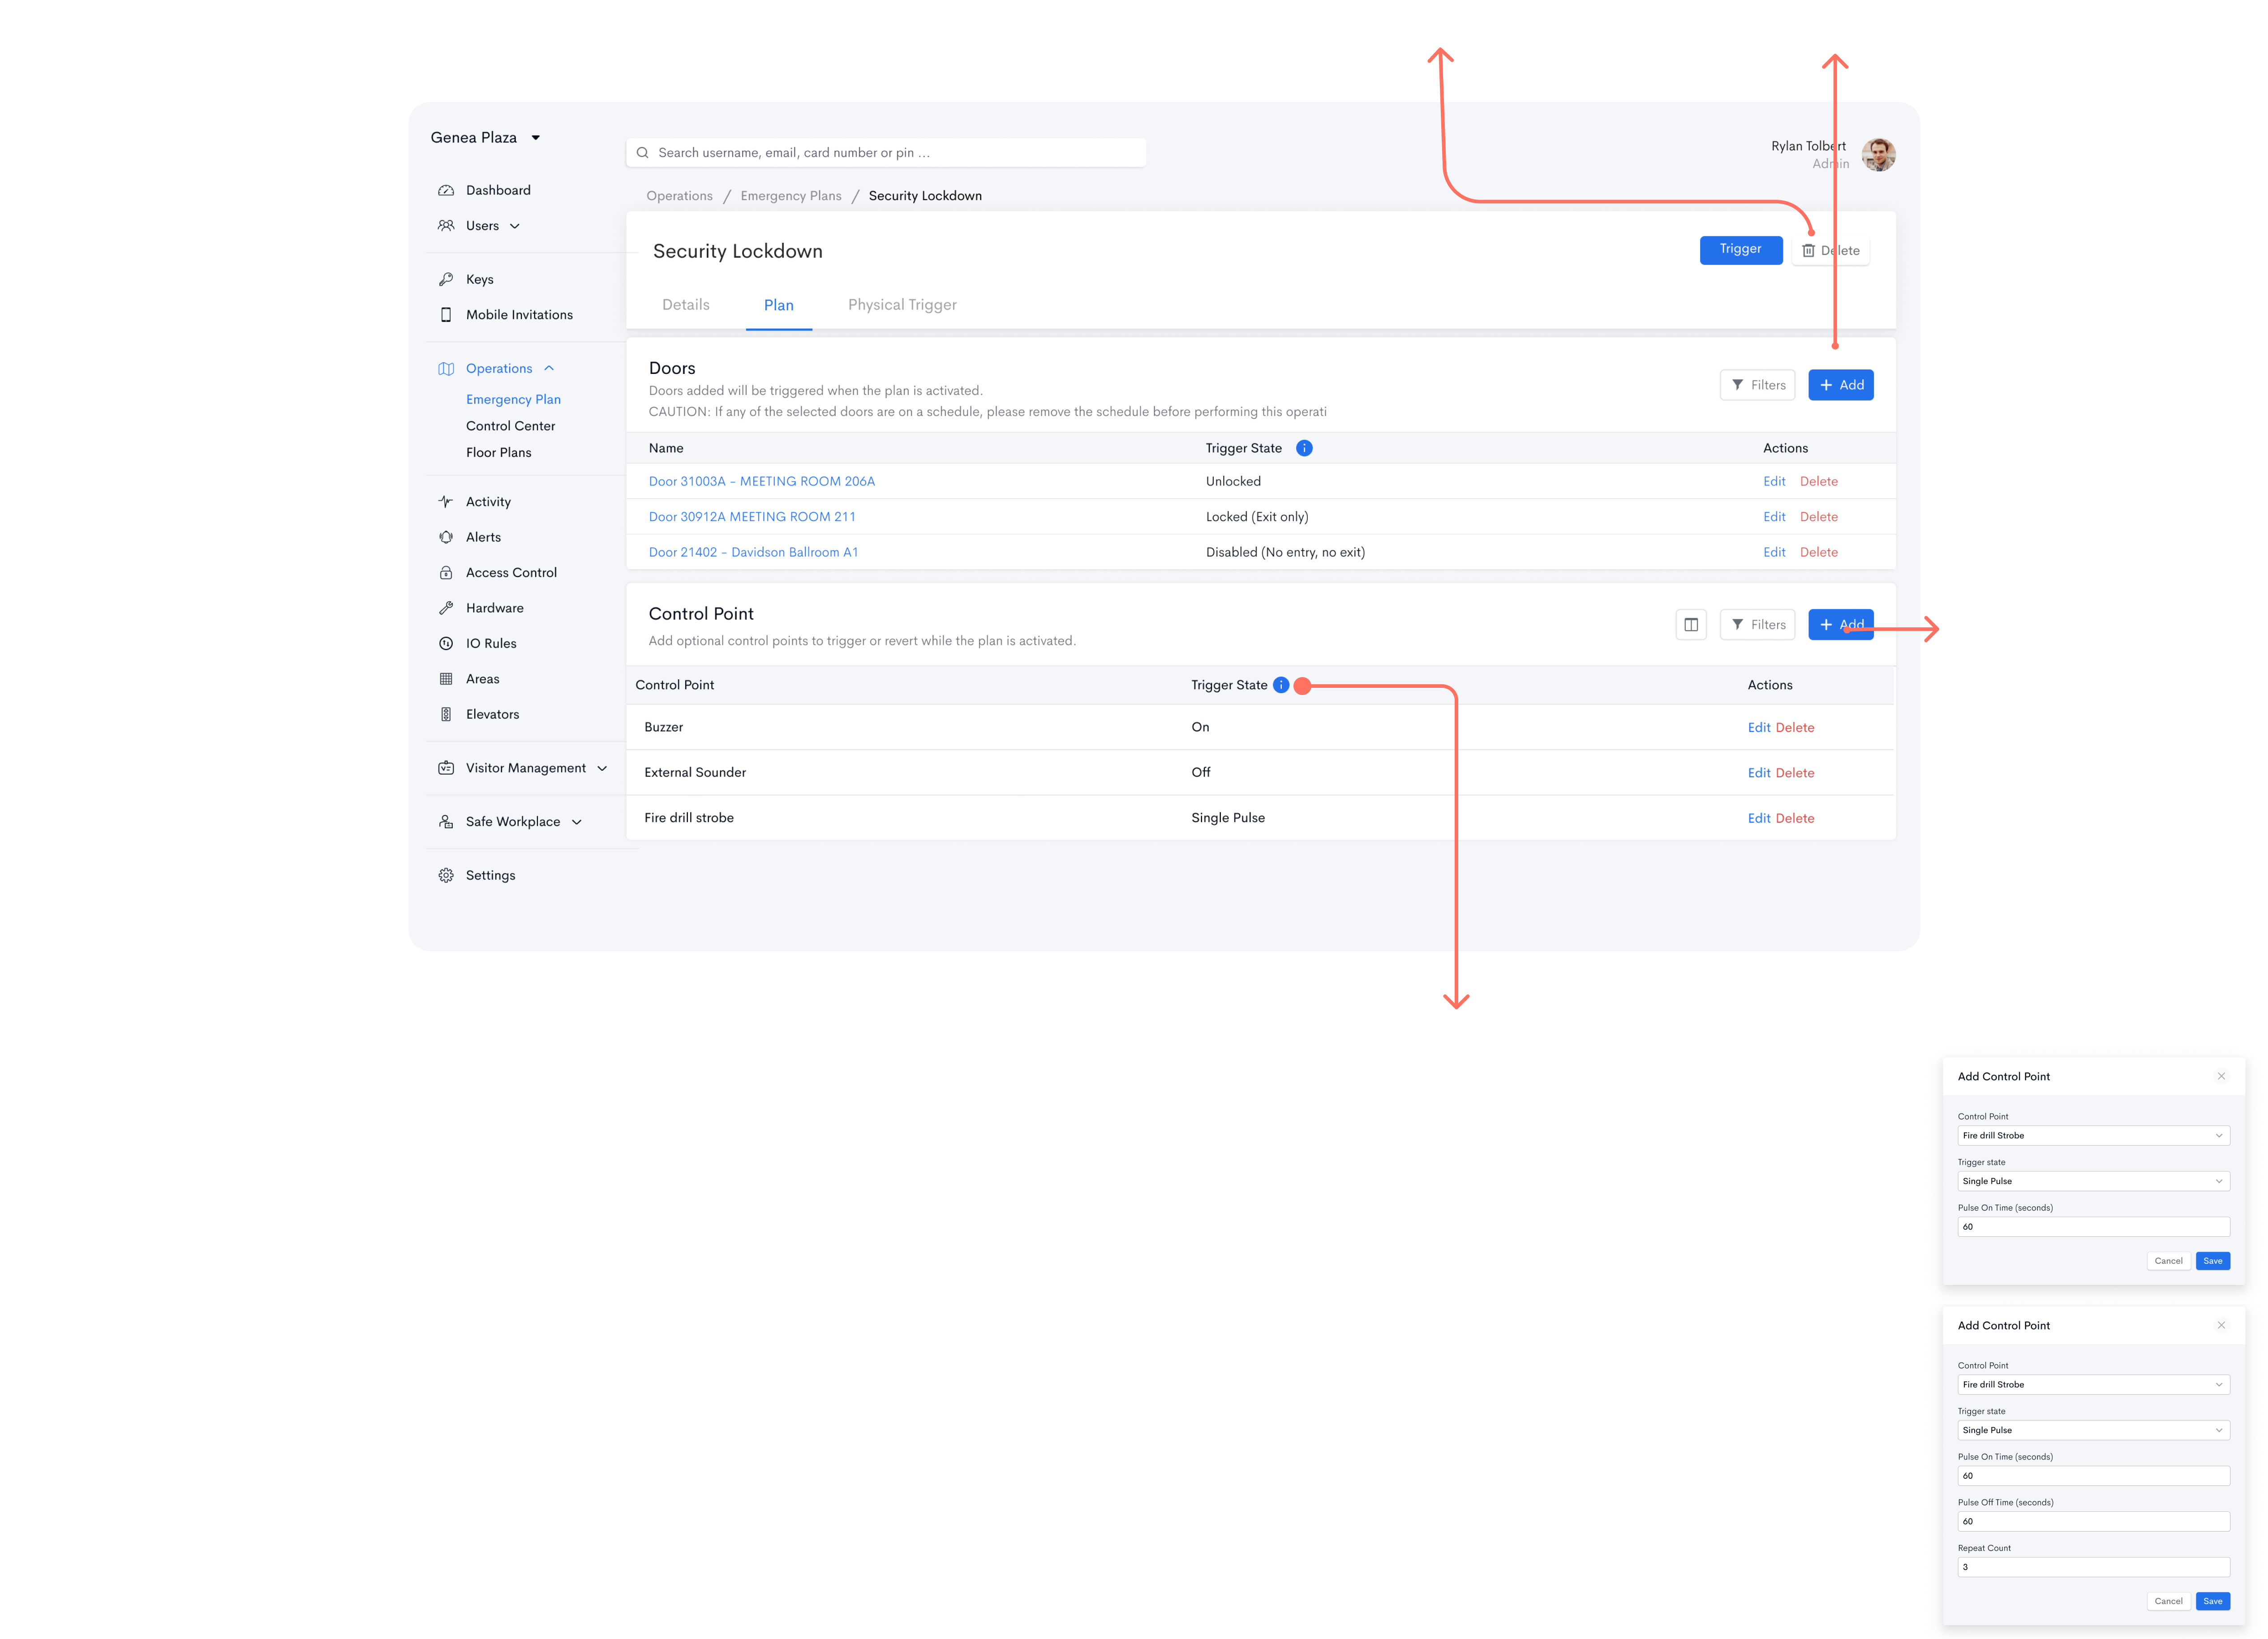 Genea Plaza
Search username, email, card number or pin ...
Rylan Tolbert
Admin
Dashboard
Users
Keys
Mobile Invitations
Operations
Emergency Plan
Control Center
Floor Plans
Activity
Alerts
Access Control
Hardware
IO Rules
Areas
Elevators
Visitor Management
Safe Workplace
Settings
Operations / Emergency Plans / Security Lockdown
Security Lockdown
Trigger
Delete
Details Plan Physical Trigger
Doors
Doors added will be triggered when the plan is activated.
CAUTION: If any of the selected doors are on a schedule, please remove the schedule before performing this operati
Filters
+ Add
Name Trigger State i Actions
Door 31003A - MEETING ROOM 206A Unlocked Edit Delete
Door 30912A MEETING ROOM 211 Locked (Exit only) Edit Delete
Door 21402 - Davidson Ballroom A1 Disabled (No entry, no exit) Edit Delete
Control Point
Add optional control points to trigger or revert while the plan is activated.
Filters
+ Add
Control Point Trigger State i Actions
Buzzer On Edit Delete
External Sounder Off Edit Delete
Fire drill strobe Single Pulse Edit Delete
Add Control Point
Control Point
Fire drill Strobe
Trigger state
Single Pulse
Pulse On Time (seconds)
60
Cancel Save
Add Control Point
Control Point
Fire drill Strobe
Trigger state
Single Pulse
Pulse On Time (seconds)
60
Pulse Off Time (seconds)
60
Repeat Count
3
Cancel Save